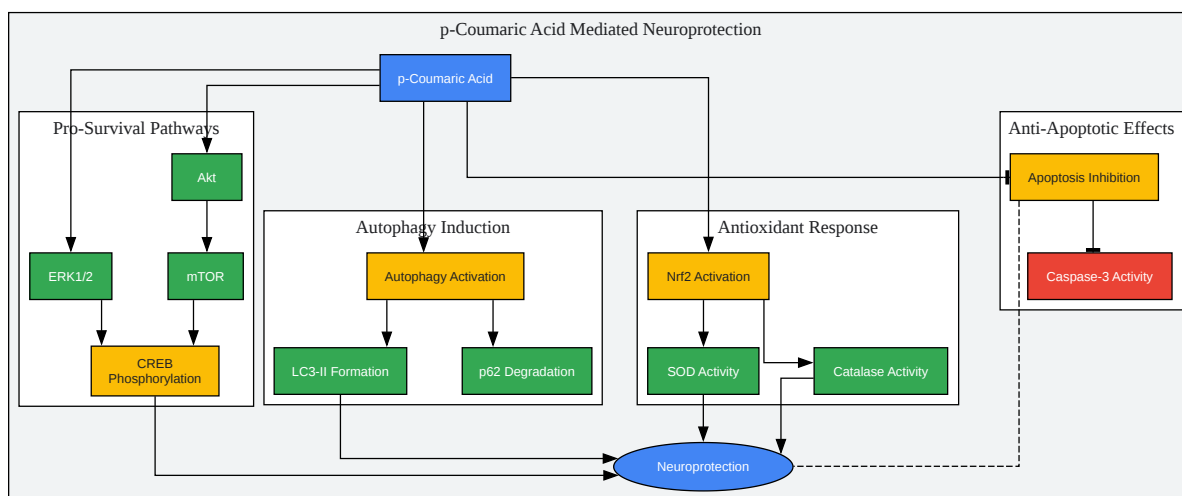 p-Coumaric Acid Mediated Neuroprotection
p-Coumaric Acid
Pro-Survival Pathways
Akt
ERK1/2
mTOR
CREB
Phosphorylation
Autophagy Induction
Autophagy Activation
LC3-II Formation
p62 Degradation
Antioxidant Response
Nrf2 Activation
SOD Activity
Catalase Activity
Anti-Apoptotic Effects
Apoptosis Inhibition
Caspase-3 Activity
Neuroprotection